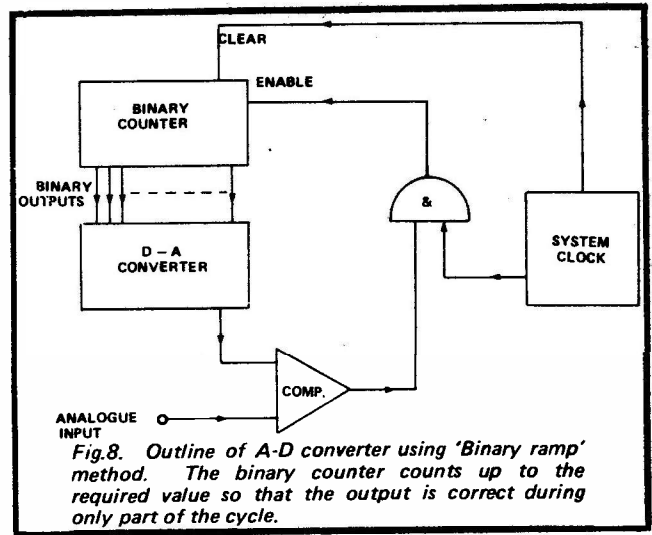 CLEAR
ENABLE
BINARY
COUNTER
BINARY
OUTPUTS
D – A
CONVERTER
&
SYSTEM
CLOCK
COMP.
ANALOGUE
INPUT
Fig.8. Outline of A-D converter using 'Binary ramp'
method. The binary counter counts up to the
required value so that the output is correct during
only part of the cycle.